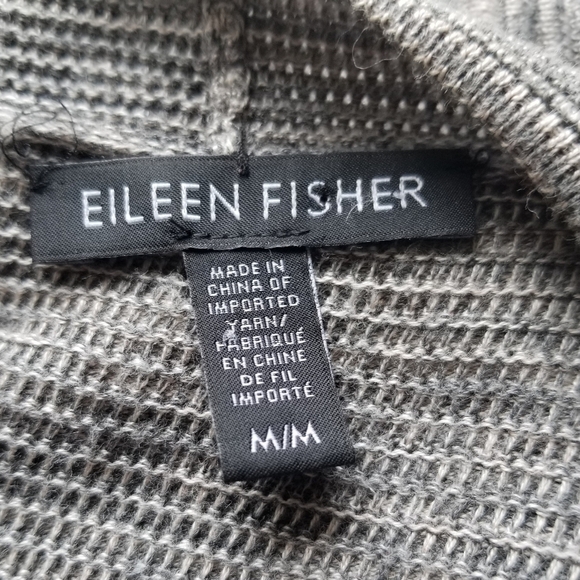 EILEEN FISHER
MADE IN
CHINA OF
IMPORTED
YARN/
FABRIQUÉ
EN CHINE
DE FIL
IMPORTÉ
M/M